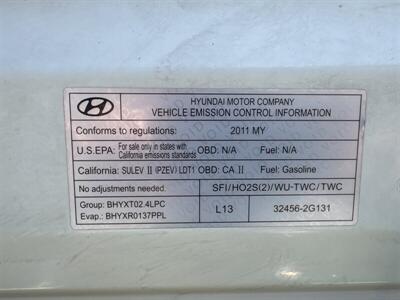 HYUNDAI MOTOR COMPANY
VEHICLE EMISSION CONTROL INFORMATION
Conforms to regulations: 2011 MY
U.S.EPA: For sale only in states with California emissions standards OBD: N/A Fuel: N/A
California: SULEV II (PZEV) LDT1 OBD: CA II Fuel: Gasoline
No adjustments needed. SFI/HO2S(2)/WU-TWC/TWC
Group: BHYXT02.4LPC
Evap.: BHYXR0137PPL
L13 32456-2G131